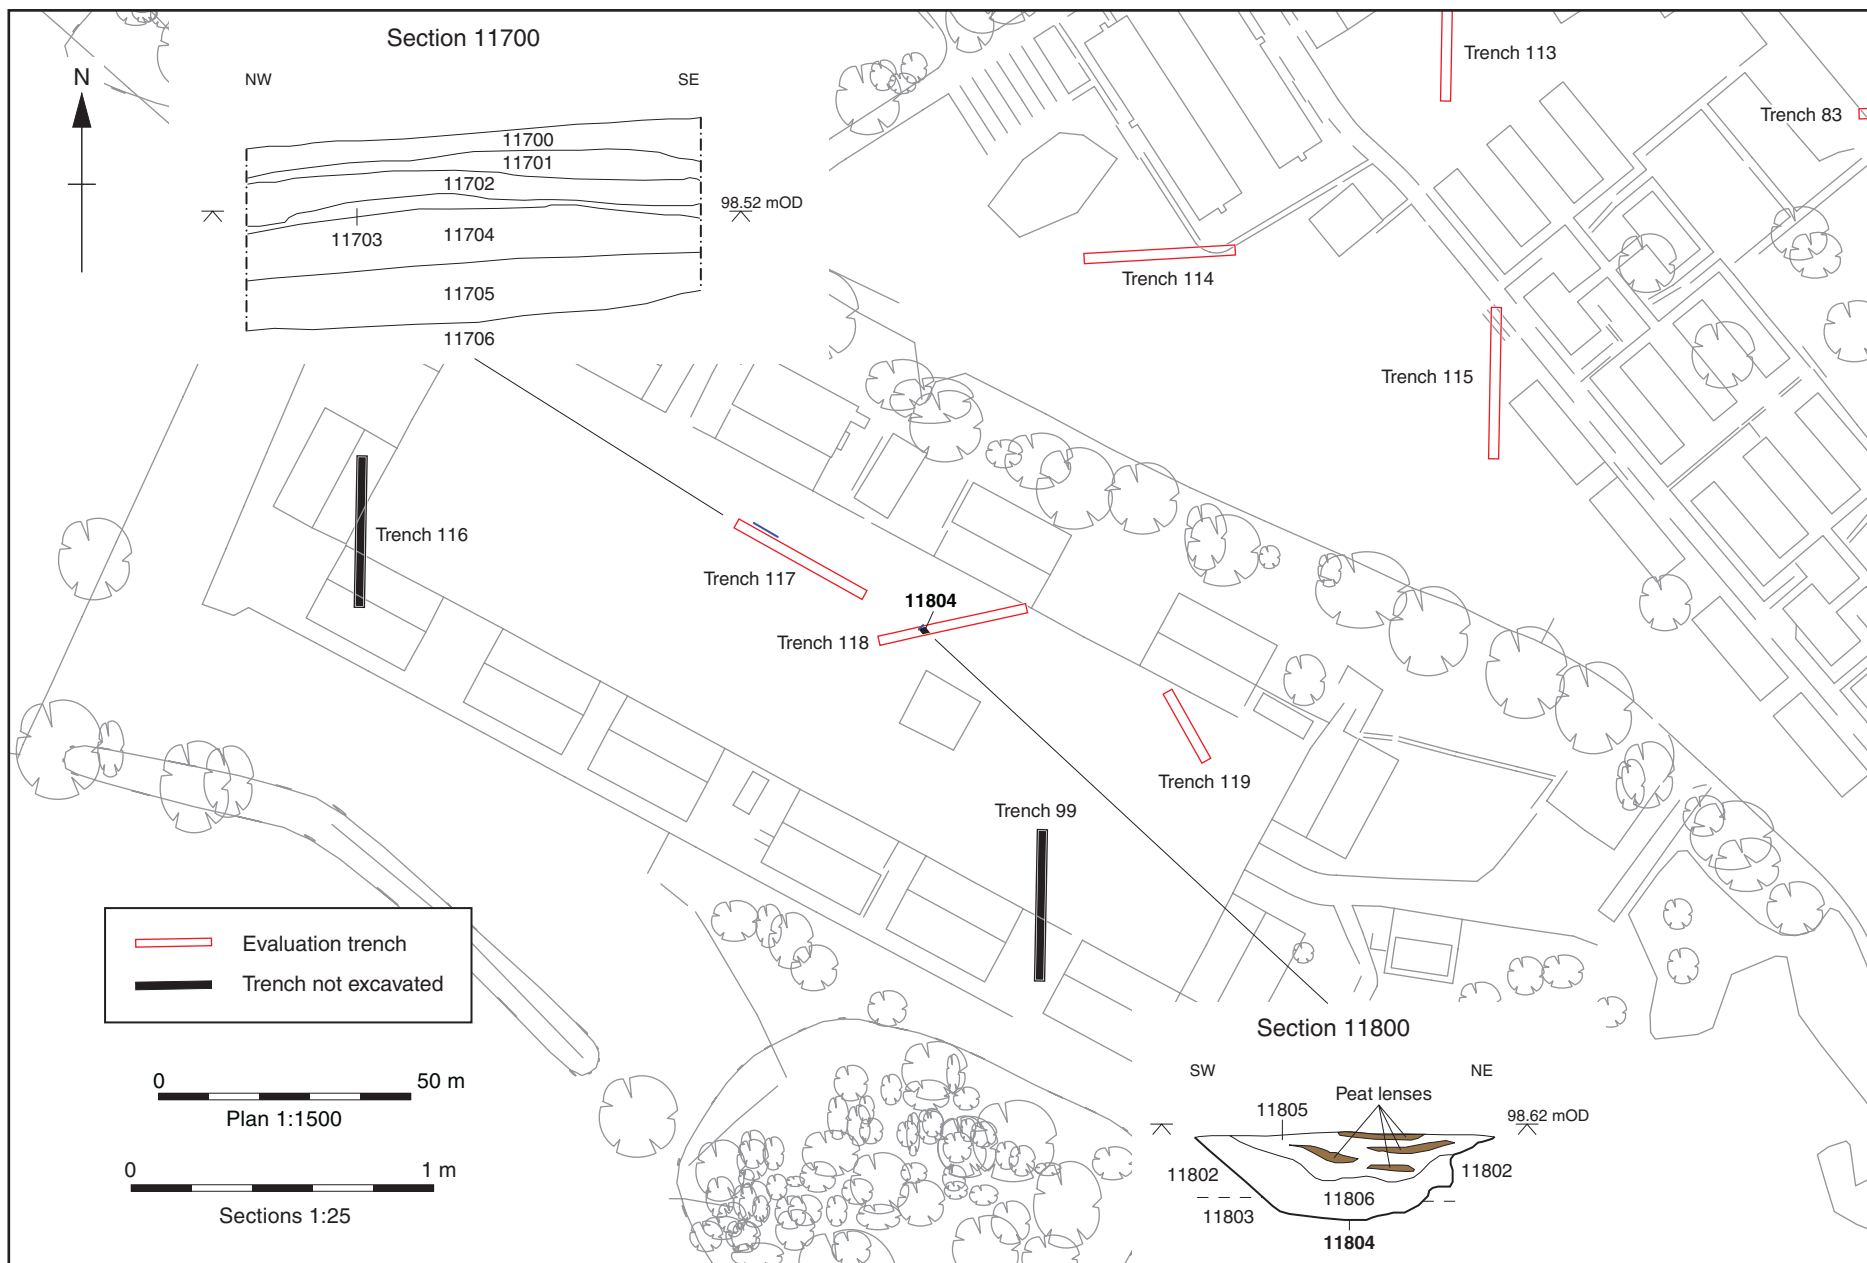 Section 11700
N
NW
SE
11700
11701
11702
98.52 mOD
11703
11704
11705
11706
Trench 113
Trench 83
Trench 114
Trench 115
Trench 116
Trench 117
11804
Trench 118
Trench 119
Trench 99
Evaluation trench
Trench not excavated
0
50 m
Plan 1:1500
0
1 m
Sections 1:25
Section 11800
SW
NE
Peat lenses
11805
98.62 mOD
11802
11802
11806
11803
11804